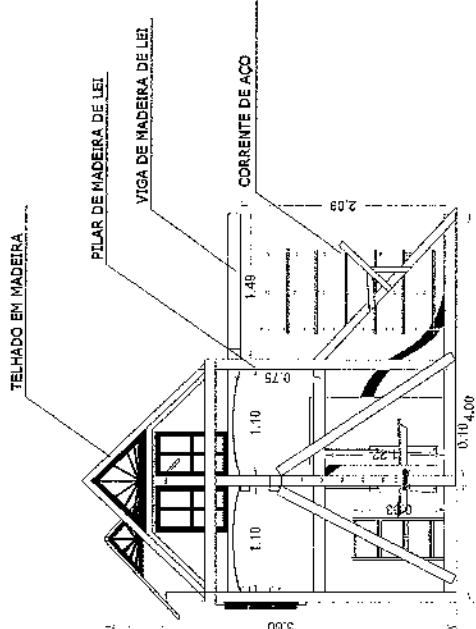 TELHADO EM MADEIRA
PILAR DE MADEIRA DE LEI
VIGA DE MADEIRA DE LEI
CORRENTE DE AÇO
2,09
1.49
0.75
1.10
1.10
0.10
4.00
3.60